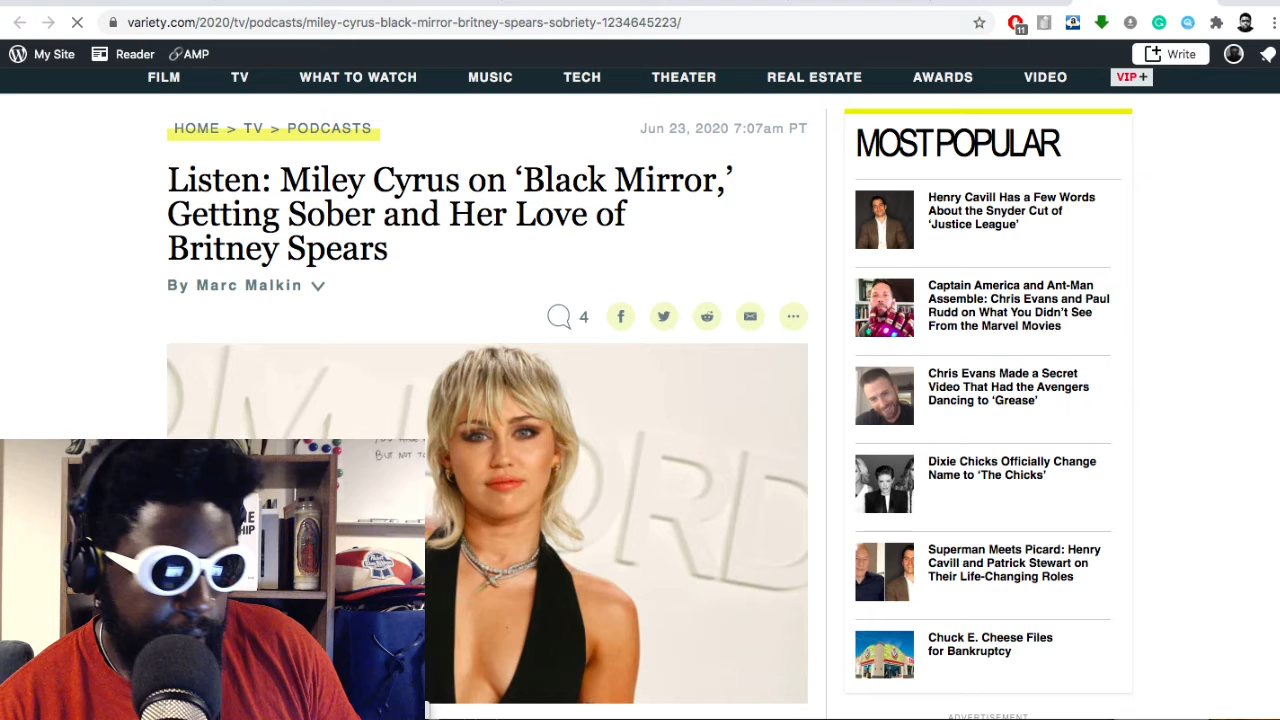 variety.com/2020/tv/podcasts/miley-cyrus-black-mirror-britney-spears-sobriety-1234645223/
11
My Site
Reader
AMP
Write
FILM
TV
WHAT TO WATCH
MUSIC
TECH
THEATER
REAL ESTATE
AWARDS
VIDEO
VIP+
HOME > TV > PODCASTS
Jun 23, 2020 7:07am PT
Listen: Miley Cyrus on ‘Black Mirror,’
Getting Sober and Her Love of
Britney Spears
By Marc Malkin
4
MOST POPULAR
Henry Cavill Has a Few Words
About the Snyder Cut of
‘Justice League’
Captain America and Ant-Man
Assemble: Chris Evans and Paul
Rudd on What You Didn’t See
From the Marvel Movies
Chris Evans Made a Secret
Video That Had the Avengers
Dancing to ‘Grease’
Dixie Chicks Officially Change
Name to ‘The Chicks’
Superman Meets Picard: Henry
Cavill and Patrick Stewart on
Their Life-Changing Roles
Chuck E. Cheese Files
for Bankruptcy
ADVERTISEMENT
BUT NOT